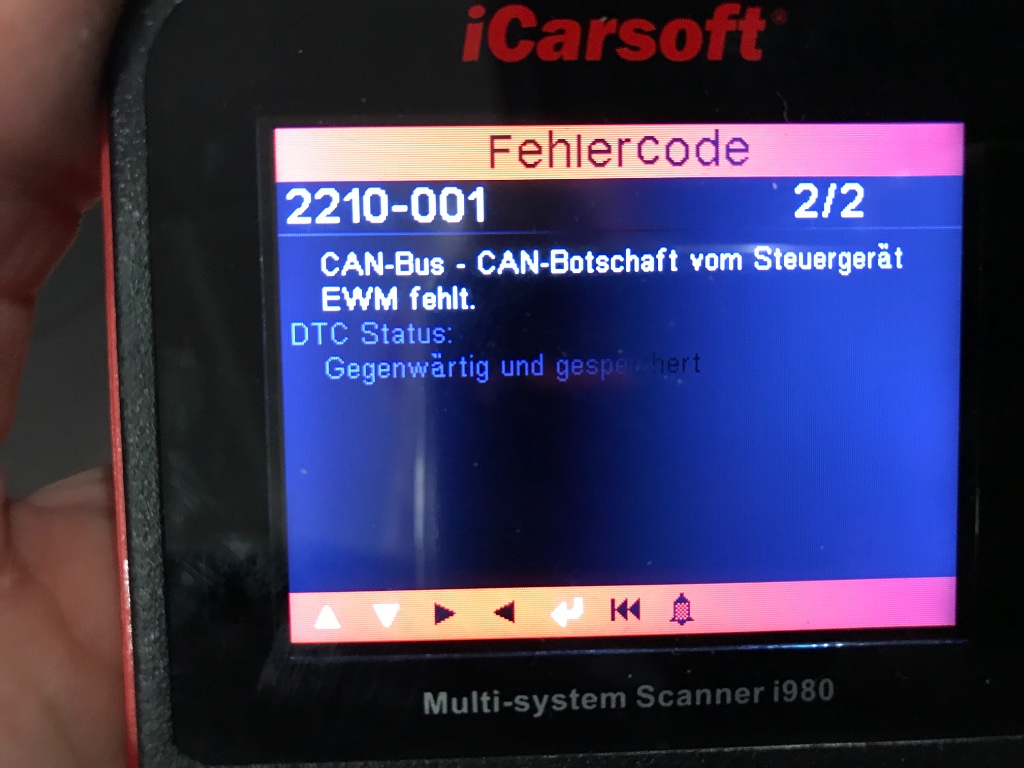 iCarsoft®
Fehlercode
2210-001 2/2
CAN-Bus - CAN-Botschaft vom Steuergerät
EWM fehlt.
DTC Status:
Gegenwärtig und gespeichert
Multi-system Scanner i980